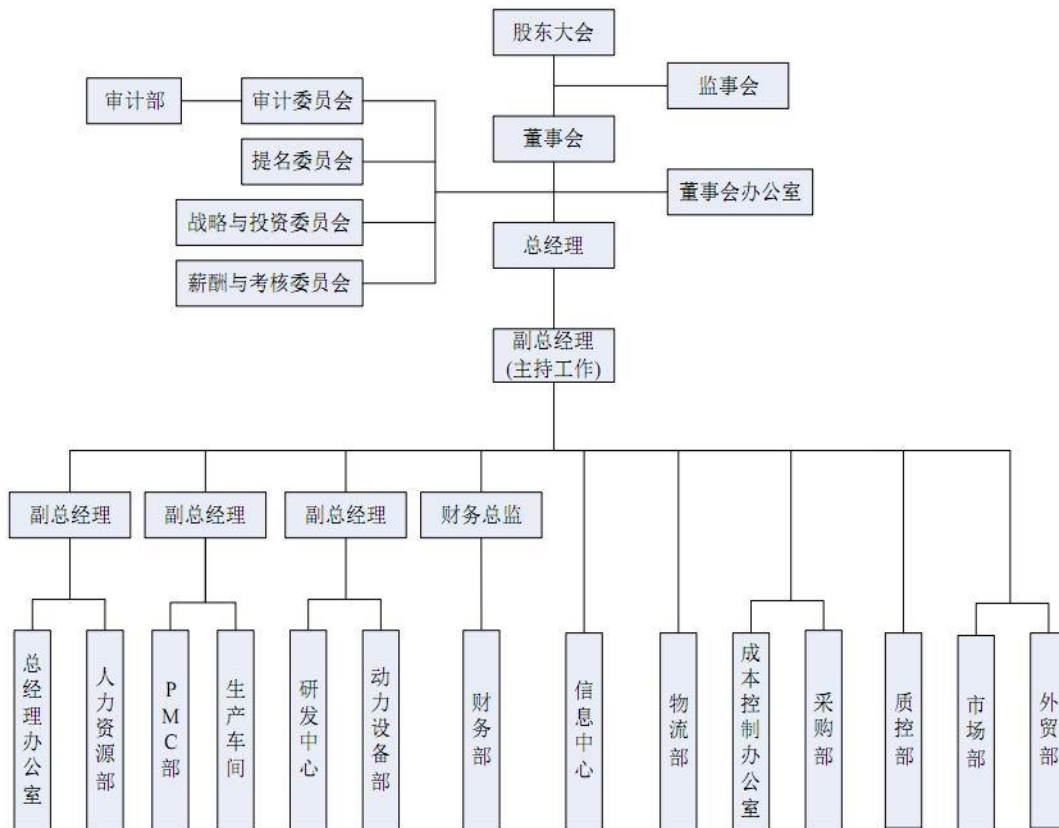 股东大会
监事会
审计部
审计委员会
董事会
提名委员会
董事会办公室
战略与投资委员会
总经理
薪酬与考核委员会
副总经理
(主持工作)
副总经理
副总经理
副总经理
财务总监
总经理办公室
人力资源部
PMC部
生产车间
研发中心
动力设备部
财务部
信息中心
物流部
成本控制办公室
采购部
质控部
市场部
外贸部